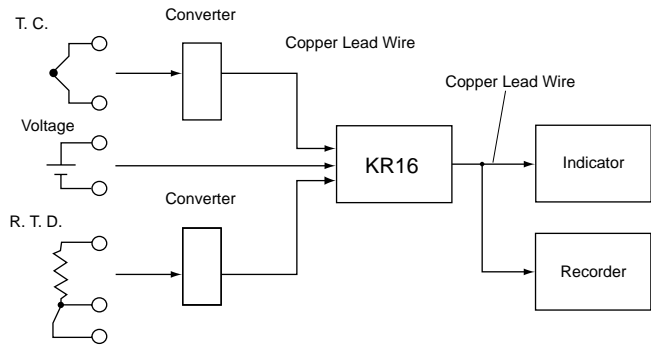 T. C.
Converter
Copper Lead Wire
Copper Lead Wire
Voltage
KR16
Indicator
Converter
R. T. D.
Recorder